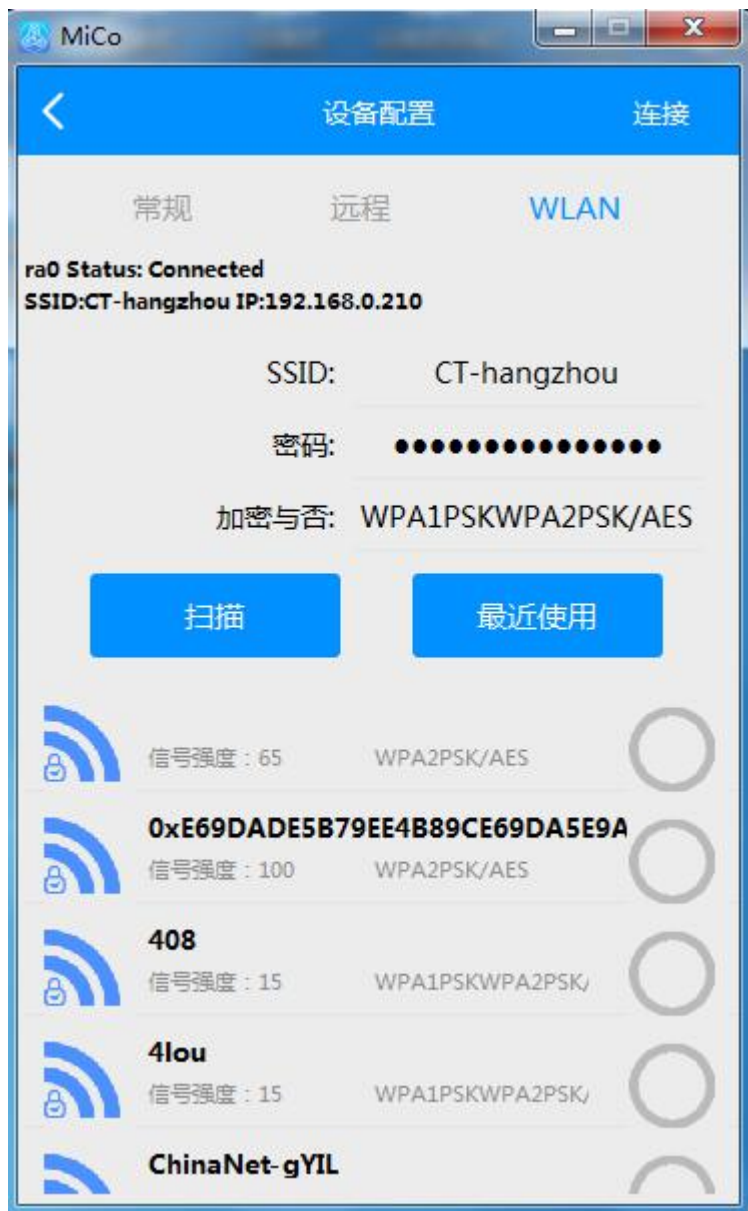 MiCo
设备配置 连接
常规 远程 WLAN
ra0 Status: Connected
SSID:CT-hangzhou IP:192.168.0.210
SSID: CT-hangzhou
密码: ●●●●●●●●●●●●●●●
加密与否: WPA1PSKWPA2PSK/AES
扫描 最近使用
信号强度：65 WPA2PSK/AES
0xE69DADE5B79EE4B89CE69DA5E9A
信号强度：100 WPA2PSK/AES
408
信号强度：15 WPA1PSKWPA2PSK/
4lou
信号强度：15 WPA1PSKWPA2PSK/
ChinaNet-gYIL